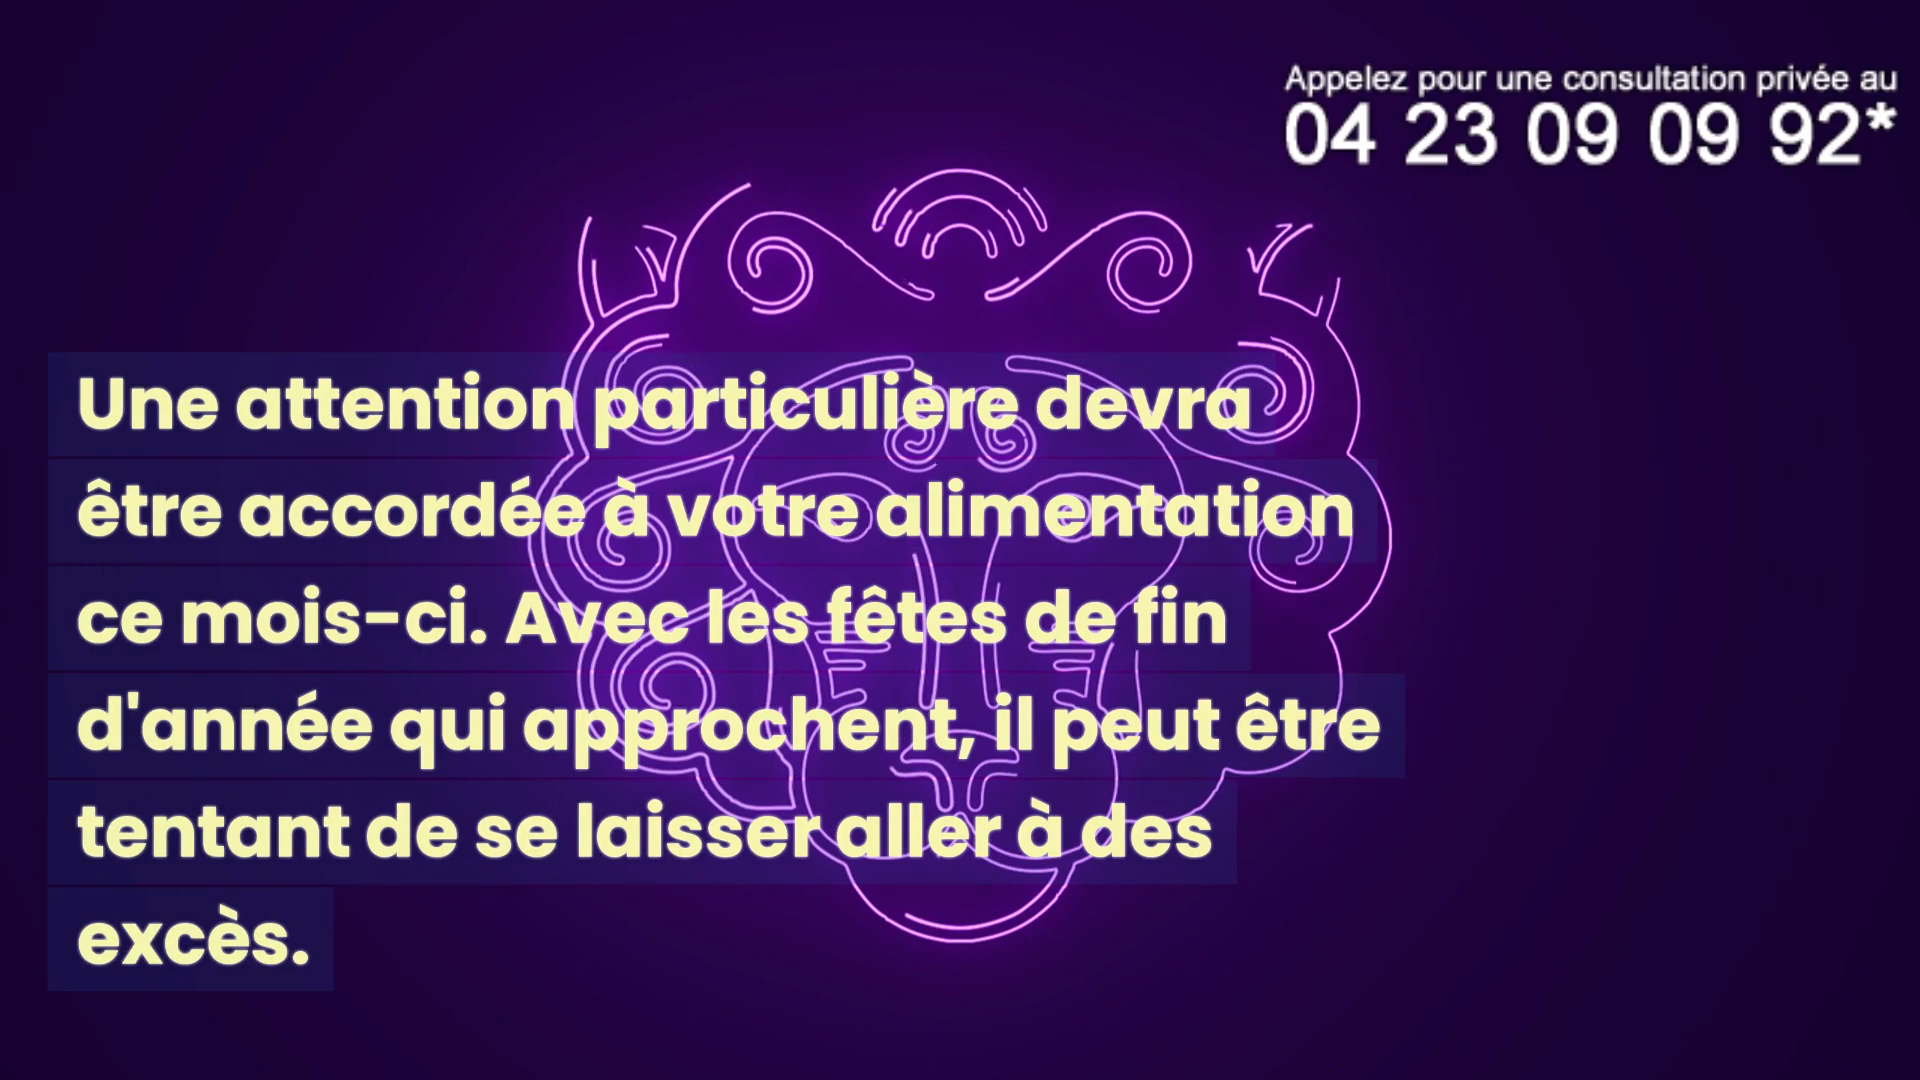 Appelez pour une consultation privée au
04 23 09 09 92*
Une attention particulière devra
être accordée à votre alimentation
ce mois-ci. Avec les fêtes de fin
d'année qui approchent, il peut être
tentant de se laisser aller à des
excès.